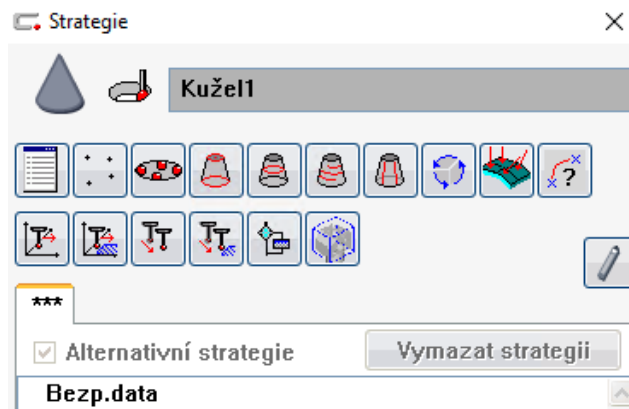 Strategie
Kužel1
?
***
Alternativní strategie
Vymazat strategii
Bezp.data